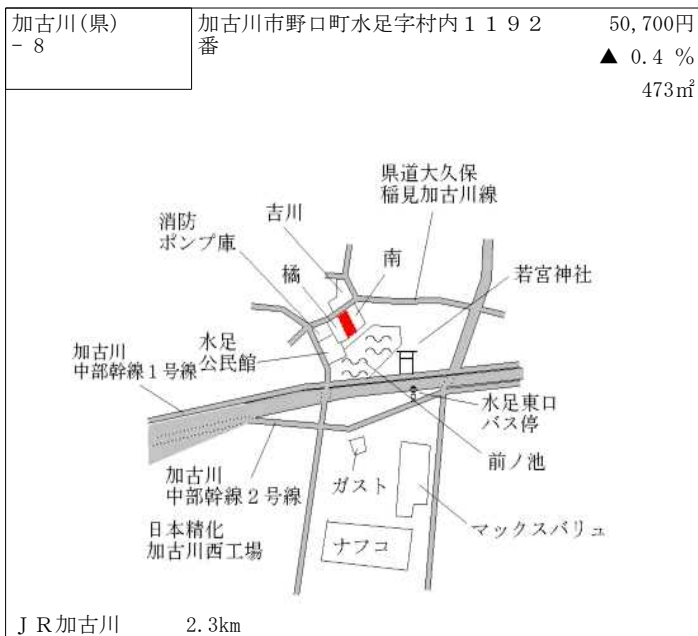 加古川(県)
- 8
加古川市野口町水足字村内１１９２
番
50,700円
▲ 0.4 %
473㎡
県道大久保
稲見加古川線
吉川
消防
ポンプ庫
橘
南
若宮神社
水足
公民館
加古川
中部幹線１号線
水足東口
バス停
前ノ池
加古川
中部幹線２号線
ガスト
日本精化
加古川西工場
ナフコ
マックスバリュ
ＪＲ加古川 2.3km